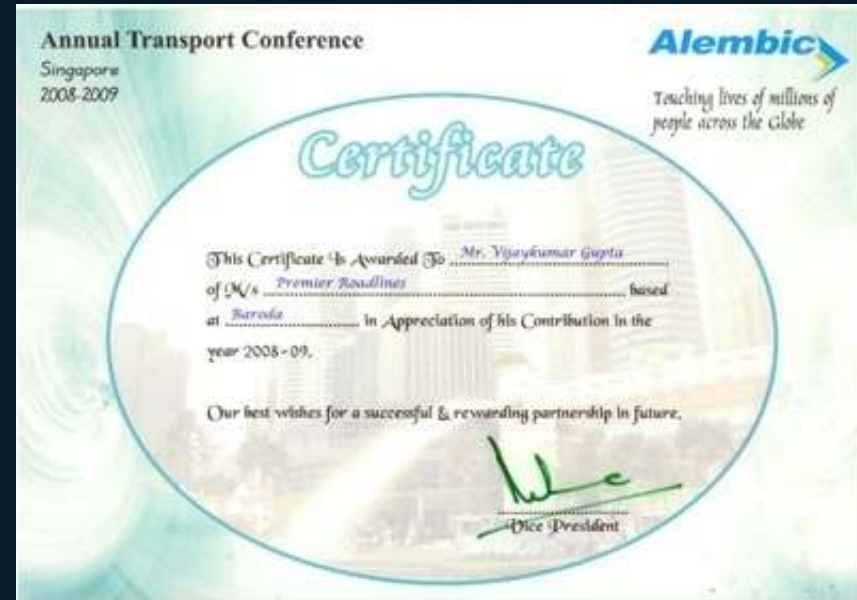 Annual Transport Conference
Singapore
2008-2009
Alembic
Touching lives of millions of
people across the Globe
Certificate
This Certificate Is Awarded To Mr. Vijaykumar Gupta
of M/s Premier Roadlines based
at Baroda in Appreciation of his Contribution in the
year 2008-09.
Our best wishes for a successful & rewarding partnership in future.
Vice President